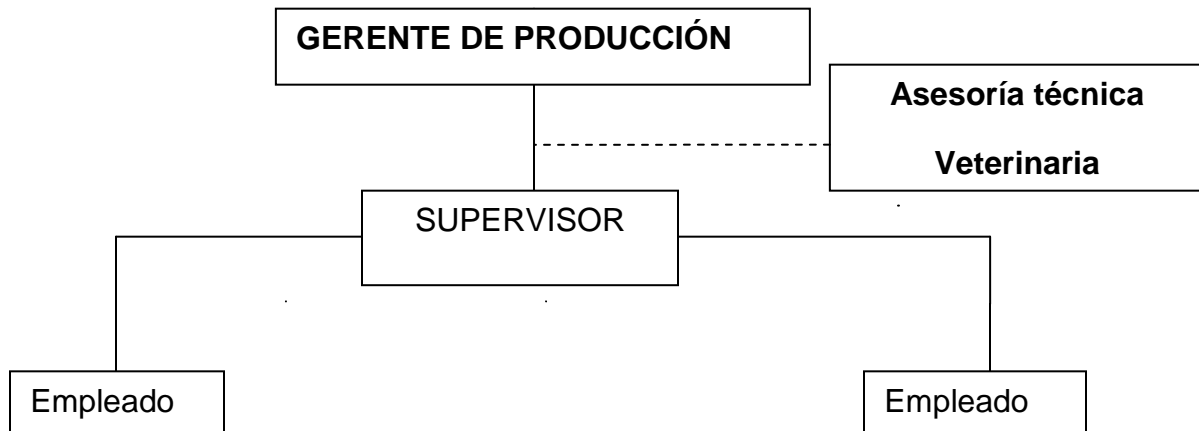 GERENTE DE PRODUCCIÓN
Asesoría técnica
Veterinaria
SUPERVISOR
Empleado
Empleado